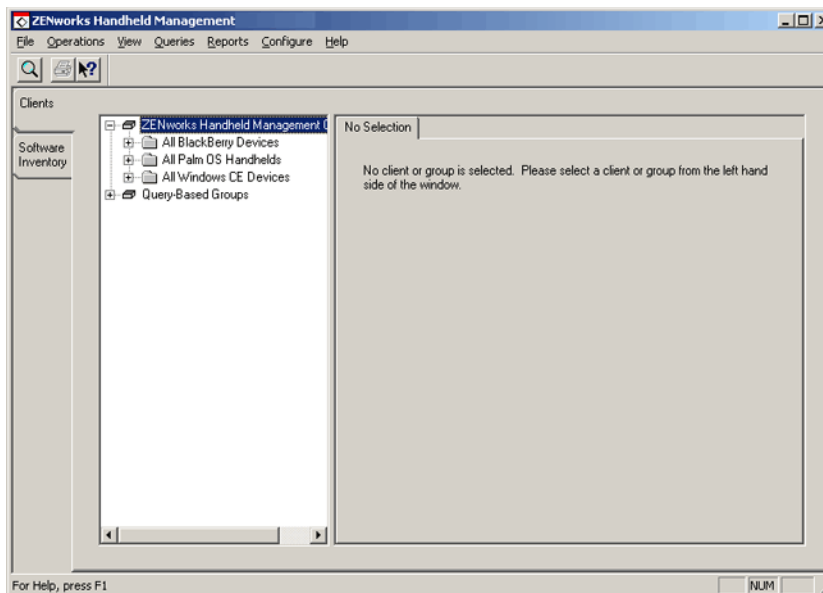 ZENworks Handheld Management
File Operations View Queries Reports Configure Help
Clients
Software
Inventory
ZENworks Handheld Management
All BlackBerry Devices
All Palm OS Handhelds
All Windows CE Devices
Query-Based Groups
No Selection
No client or group is selected. Please select a client or group from the left hand
side of the window.
For Help, press F1
NUM